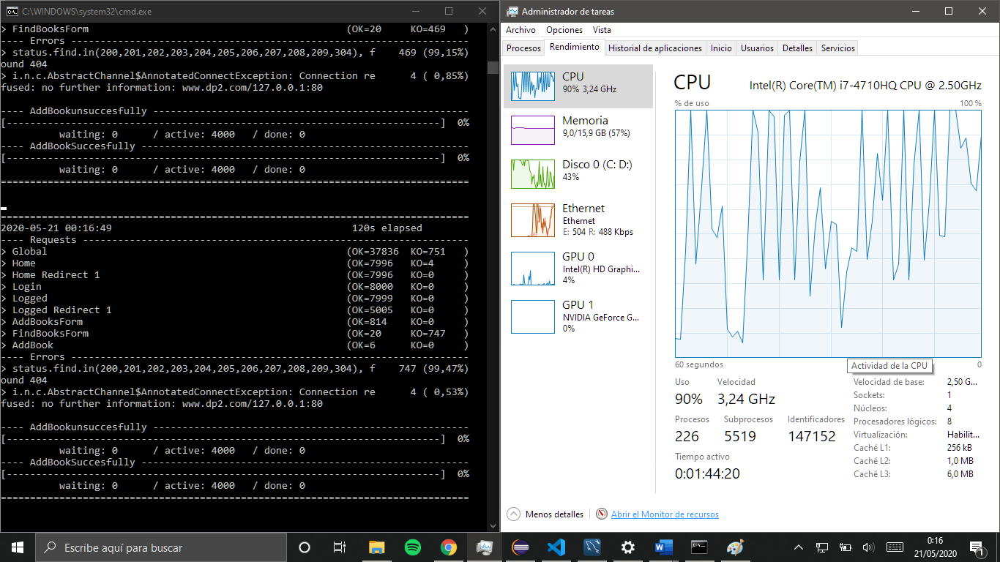 C:\WINDOWS\system32\cmd.exe
> FindBooksForm (OK=20 KO=469 )
---- Errors --------------------------------------------------------------------
> status.find.in(200,201,202,203,204,205,206,207,208,209,304), f 469 (99,15%)
ound 404
> i.n.c.AbstractChannel$AnnotatedConnectException: Connection re 4 ( 0,85%)
fused: no further information: www.dp2.com/127.0.0.1:80
---- AddBookunsuccesfully ------------------------------------------------------
[--------------------------------------------------------------------------] 0%
waiting: 0 / active: 4000 / done: 0
---- AddBookSuccesfully --------------------------------------------------------
[--------------------------------------------------------------------------] 0%
waiting: 0 / active: 4000 / done: 0
================================================================================
================================================================================
2020-05-21 00:16:49 120s elapsed
---- Requests ------------------------------------------------------------------
> Global (OK=37836 KO=751 )
> Home (OK=7996 KO=4 )
> Home Redirect 1 (OK=7996 KO=0 )
> Login (OK=8000 KO=0 )
> Logged (OK=7999 KO=0 )
> Logged Redirect 1 (OK=5005 KO=0 )
> AddBooksForm (OK=814 KO=0 )
> FindBooksForm (OK=20 KO=747 )
> AddBook (OK=6 KO=0 )
---- Errors --------------------------------------------------------------------
> status.find.in(200,201,202,203,204,205,206,207,208,209,304), f 747 (99,47%)
ound 404
> i.n.c.AbstractChannel$AnnotatedConnectException: Connection re 4 ( 0,53%)
fused: no further information: www.dp2.com/127.0.0.1:80
---- AddBookunsuccesfully ------------------------------------------------------
[--------------------------------------------------------------------------] 0%
waiting: 0 / active: 4000 / done: 0
---- AddBookSuccesfully --------------------------------------------------------
[--------------------------------------------------------------------------] 0%
waiting: 0 / active: 4000 / done: 0
================================================================================
Administrador de tareas
Archivo Opciones Vista
Procesos Rendimiento Historial de aplicaciones Inicio Usuarios Detalles Servicios
CPU
90% 3,24 GHz
Memoria
9,0/15,9 GB (57%)
Disco 0 (C: D:)
43%
Ethernet
Ethernet
E: 504 R: 488 Kbps
GPU 0
Intel(R) HD Graphi...
4%
GPU 1
NVIDIA GeForce G...
0%
CPU Intel(R) Core(TM) i7-4710HQ CPU @ 2.50GHz
% de uso 100 %
60 segundos 0
Actividad de la CPU
Uso Velocidad
90% 3,24 GHz
Procesos Subprocesos Identificadores
226 5519 147152
Tiempo activo
0:01:44:20
Velocidad de base: 2,50 G...
Sockets: 1
Núcleos: 4
Procesadores lógicos: 8
Virtualización: Habilit...
Caché L1: 256 kB
Caché L2: 1,0 MB
Caché L3: 6,0 MB
Menos detalles Abrir el Monitor de recursos
Escribe aquí para buscar
0:16
21/05/2020
1